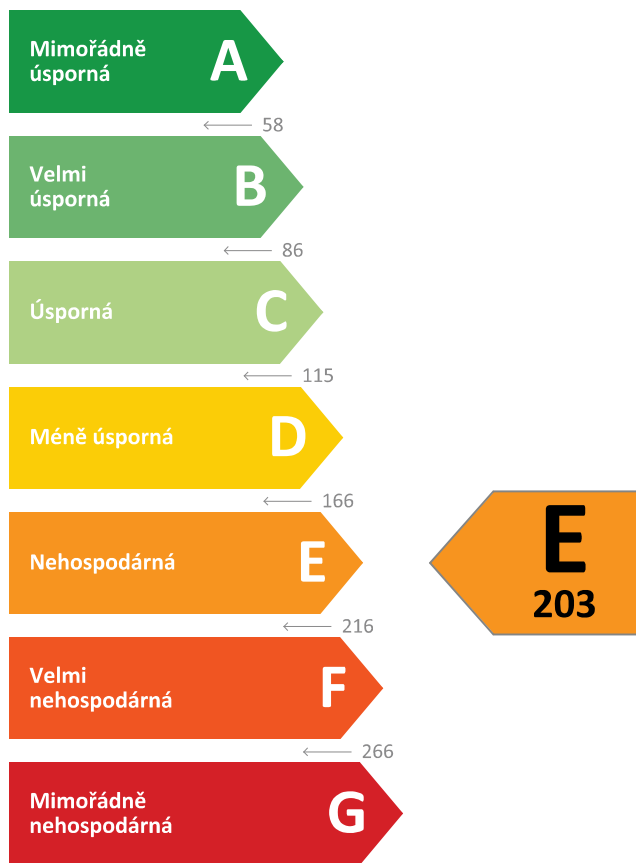 Mimořádně
úsporná
A
58
Velmi
úsporná
B
86
Úsporná
C
115
Méně úsporná
D
166
Nehospodárná
E
216
Velmi
nehospodárná
F
266
Mimořádně
nehospodárná
G
E
203